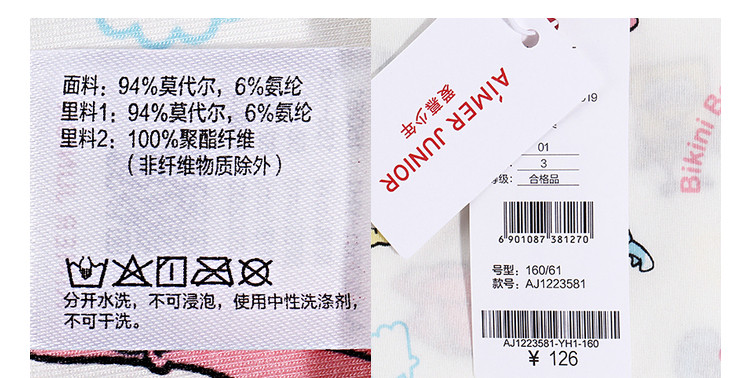 面料：94%莫代尔，6%氨纶
里料1：94%莫代尔，6%氨纶
里料2：100%聚酯纤维
（非纤维物质除外）
分开水洗，不可浸泡，使用中性洗涤剂，
不可干洗。
AiMER JUNIOR
爱慕少年
019
01
3
级：合格品
6 901087 381270
号型：160/61
款号：AJ1223581
AJ1223581-YH1-160
¥ 126
Bikini B